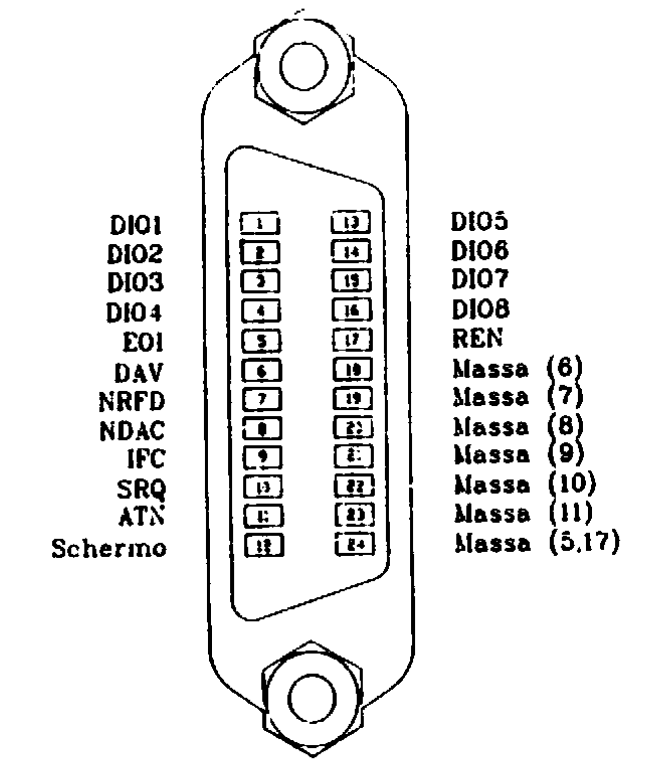 DIO1 1 13 DIO5
DIO2 2 14 DIO6
DIO3 3 15 DIO7
DIO4 4 16 DIO8
EOI 5 17 REN
DAV 6 18 Massa (6)
NRFD 7 19 Massa (7)
NDAC 8 20 Massa (8)
IFC 9 21 Massa (9)
SRQ 10 22 Massa (10)
ATN 11 23 Massa (11)
Schermo 12 24 Massa (5,17)